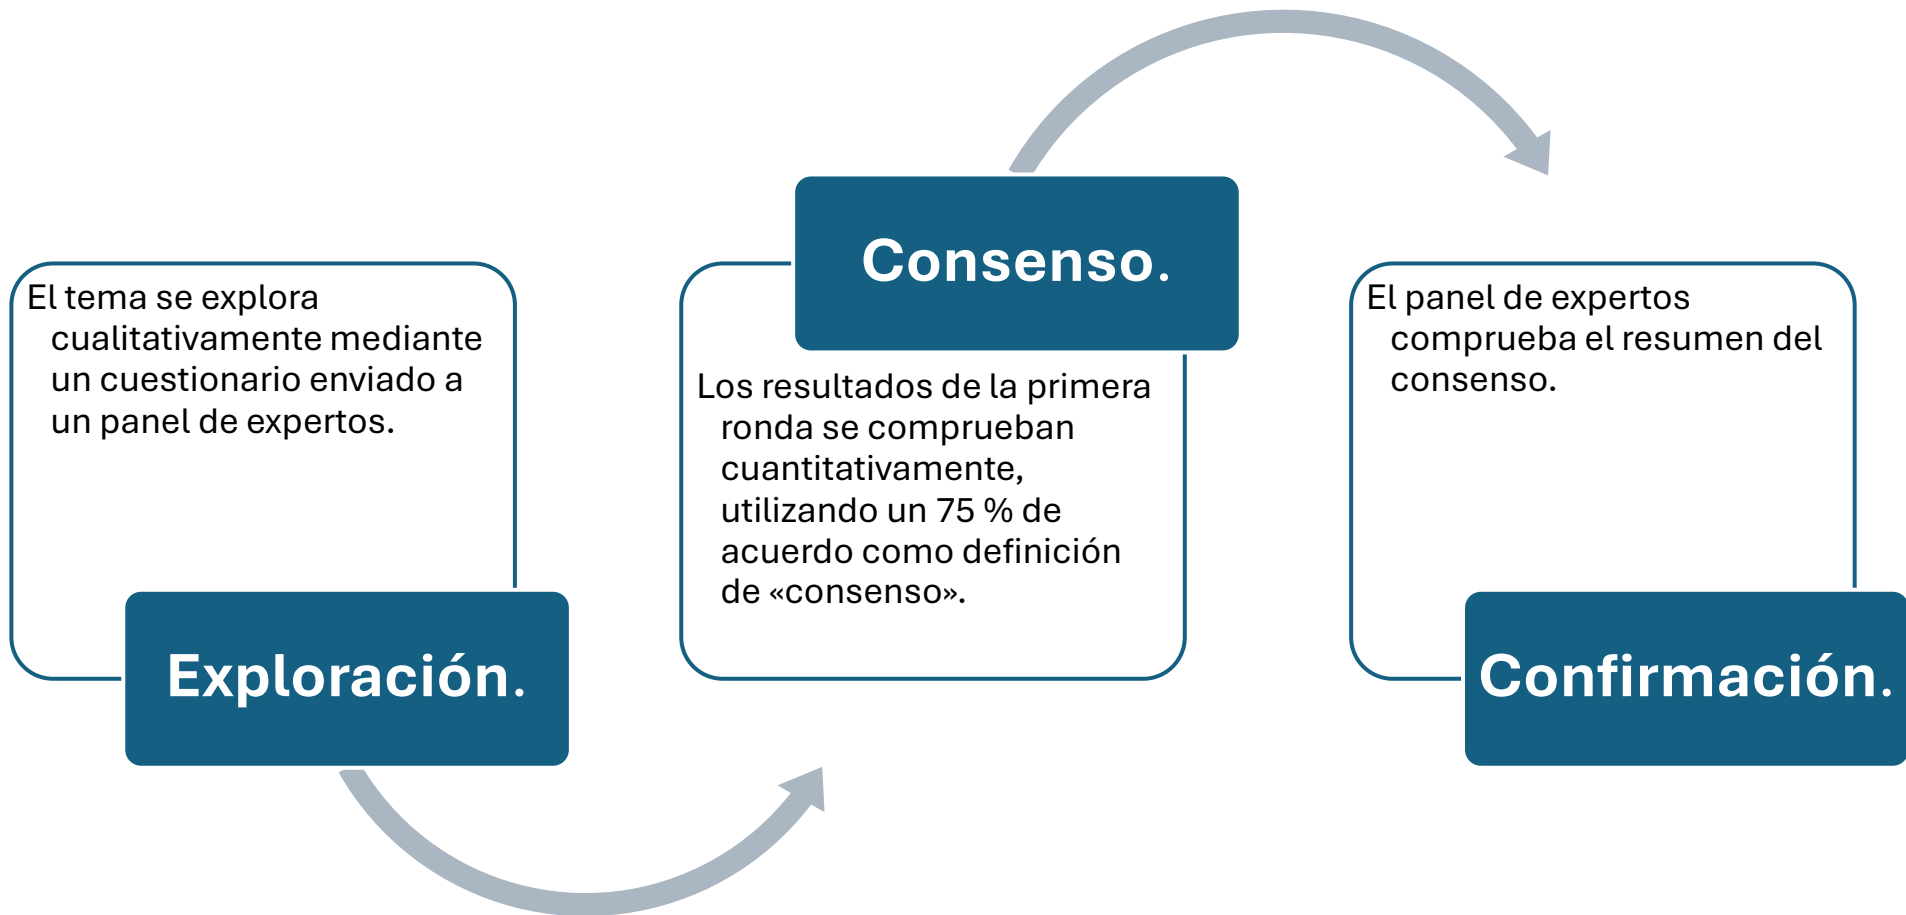 El tema se explora
cualitativamente mediante
un cuestionario enviado a
un panel de expertos.
Exploración.
Consenso.
Los resultados de la primera
ronda se comprueban
cuantitativamente,
utilizando un 75 % de
acuerdo como definición
de «consenso».
El panel de expertos
comprueba el resumen del
consenso.
Confirmación.